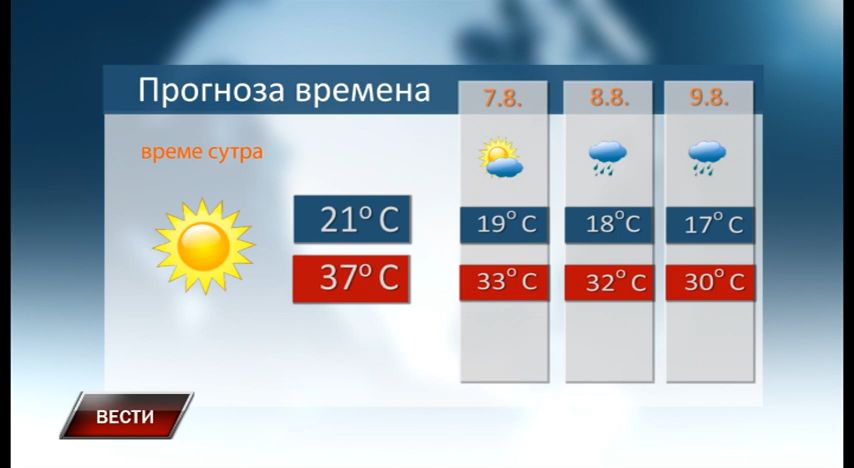 Прогноза времена
време сутра
21° C
37° C
7.8.
19° C
33° C
8.8.
18°C
32° C
9.8.
17° C
30° C
ВЕСТИ